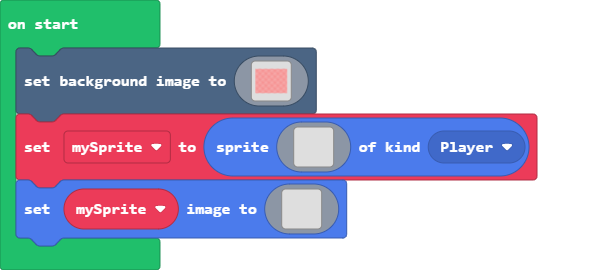 on start
set background image to
set mySprite to sprite of kind Player
set mySprite image to